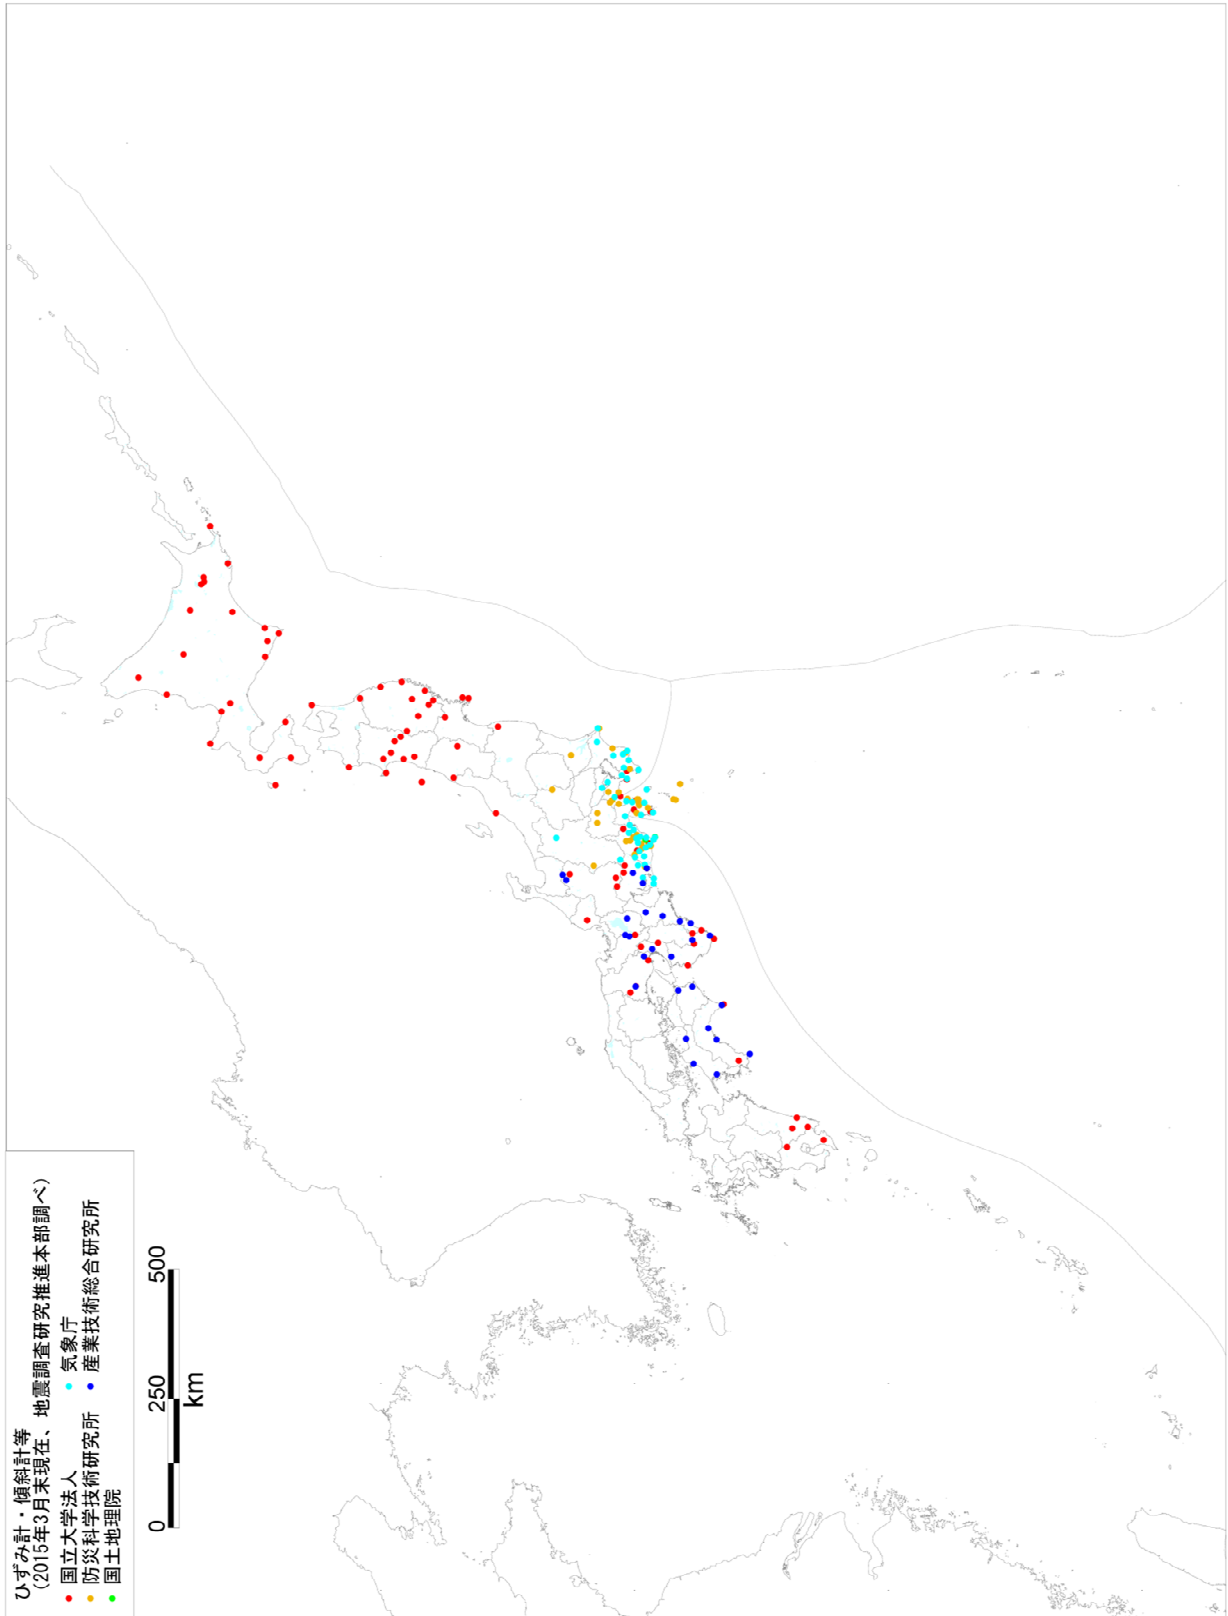 ひずみ計・傾斜計等
(2015年3月末現在、地震調査研究推進本部調べ)
国立大学法人 気象庁
防災科学技術研究所 産業技術総合研究所
国土地理院
0 250 500
km